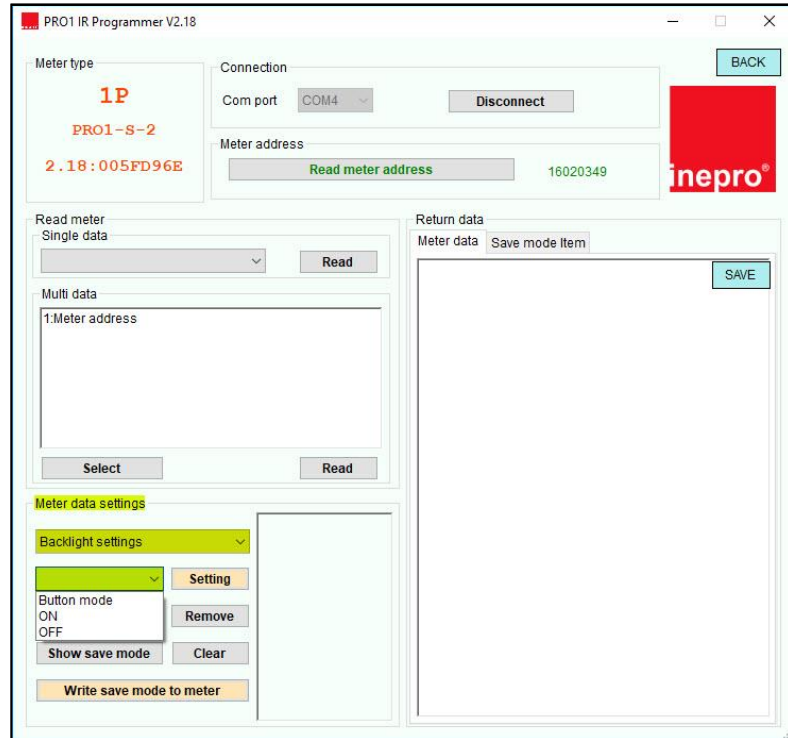 PRO1 IR Programmer V2.18
BACK
Meter type
1P
PRO1-S-2
2.18:005FD96E
Connection
Com port COM4 Disconnect
Meter address
Read meter address 16020349
inepro®
Read meter
Single data
Read
Multi data
1:Meter address
Select Read
Return data
Meter data Save mode Item
SAVE
Meter data settings
Backlight settings
Setting
Button mode
ON
OFF
Remove
Show save mode Clear
Write save mode to meter